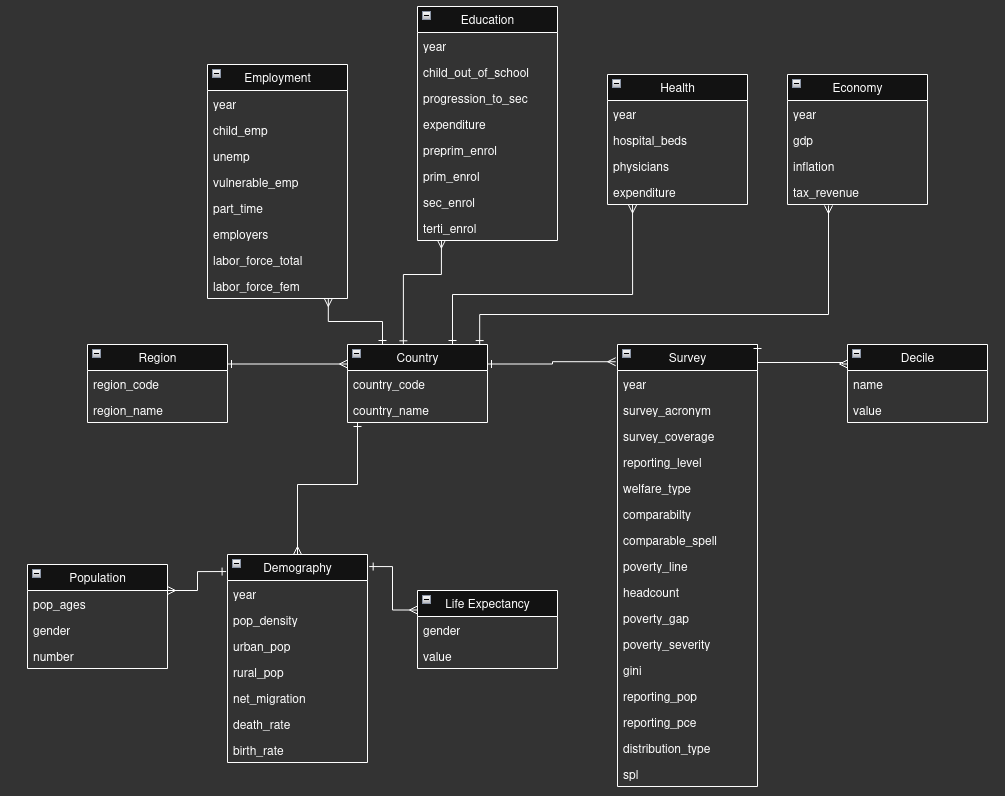 Education
year
child_out_of_school
progression_to_sec
expenditure
preprim_enrol
prim_enrol
sec_enrol
terti_enrol
Employment
year
child_emp
unemp
vulnerable_emp
part_time
employers
labor_force_total
labor_force_fem
Health
year
hospital_beds
physicians
expenditure
Economy
year
gdp
inflation
tax_revenue
Region
region_code
region_name
Country
country_code
country_name
Survey
year
survey_acronym
survey_coverage
reporting_level
welfare_type
comparabilty
comparable_spell
poverty_line
headcount
poverty_gap
poverty_severity
gini
reporting_pop
reporting_pce
distribution_type
spl
Decile
name
value
Population
pop_ages
gender
number
Demography
year
pop_density
urban_pop
rural_pop
net_migration
death_rate
birth_rate
Life Expectancy
gender
value